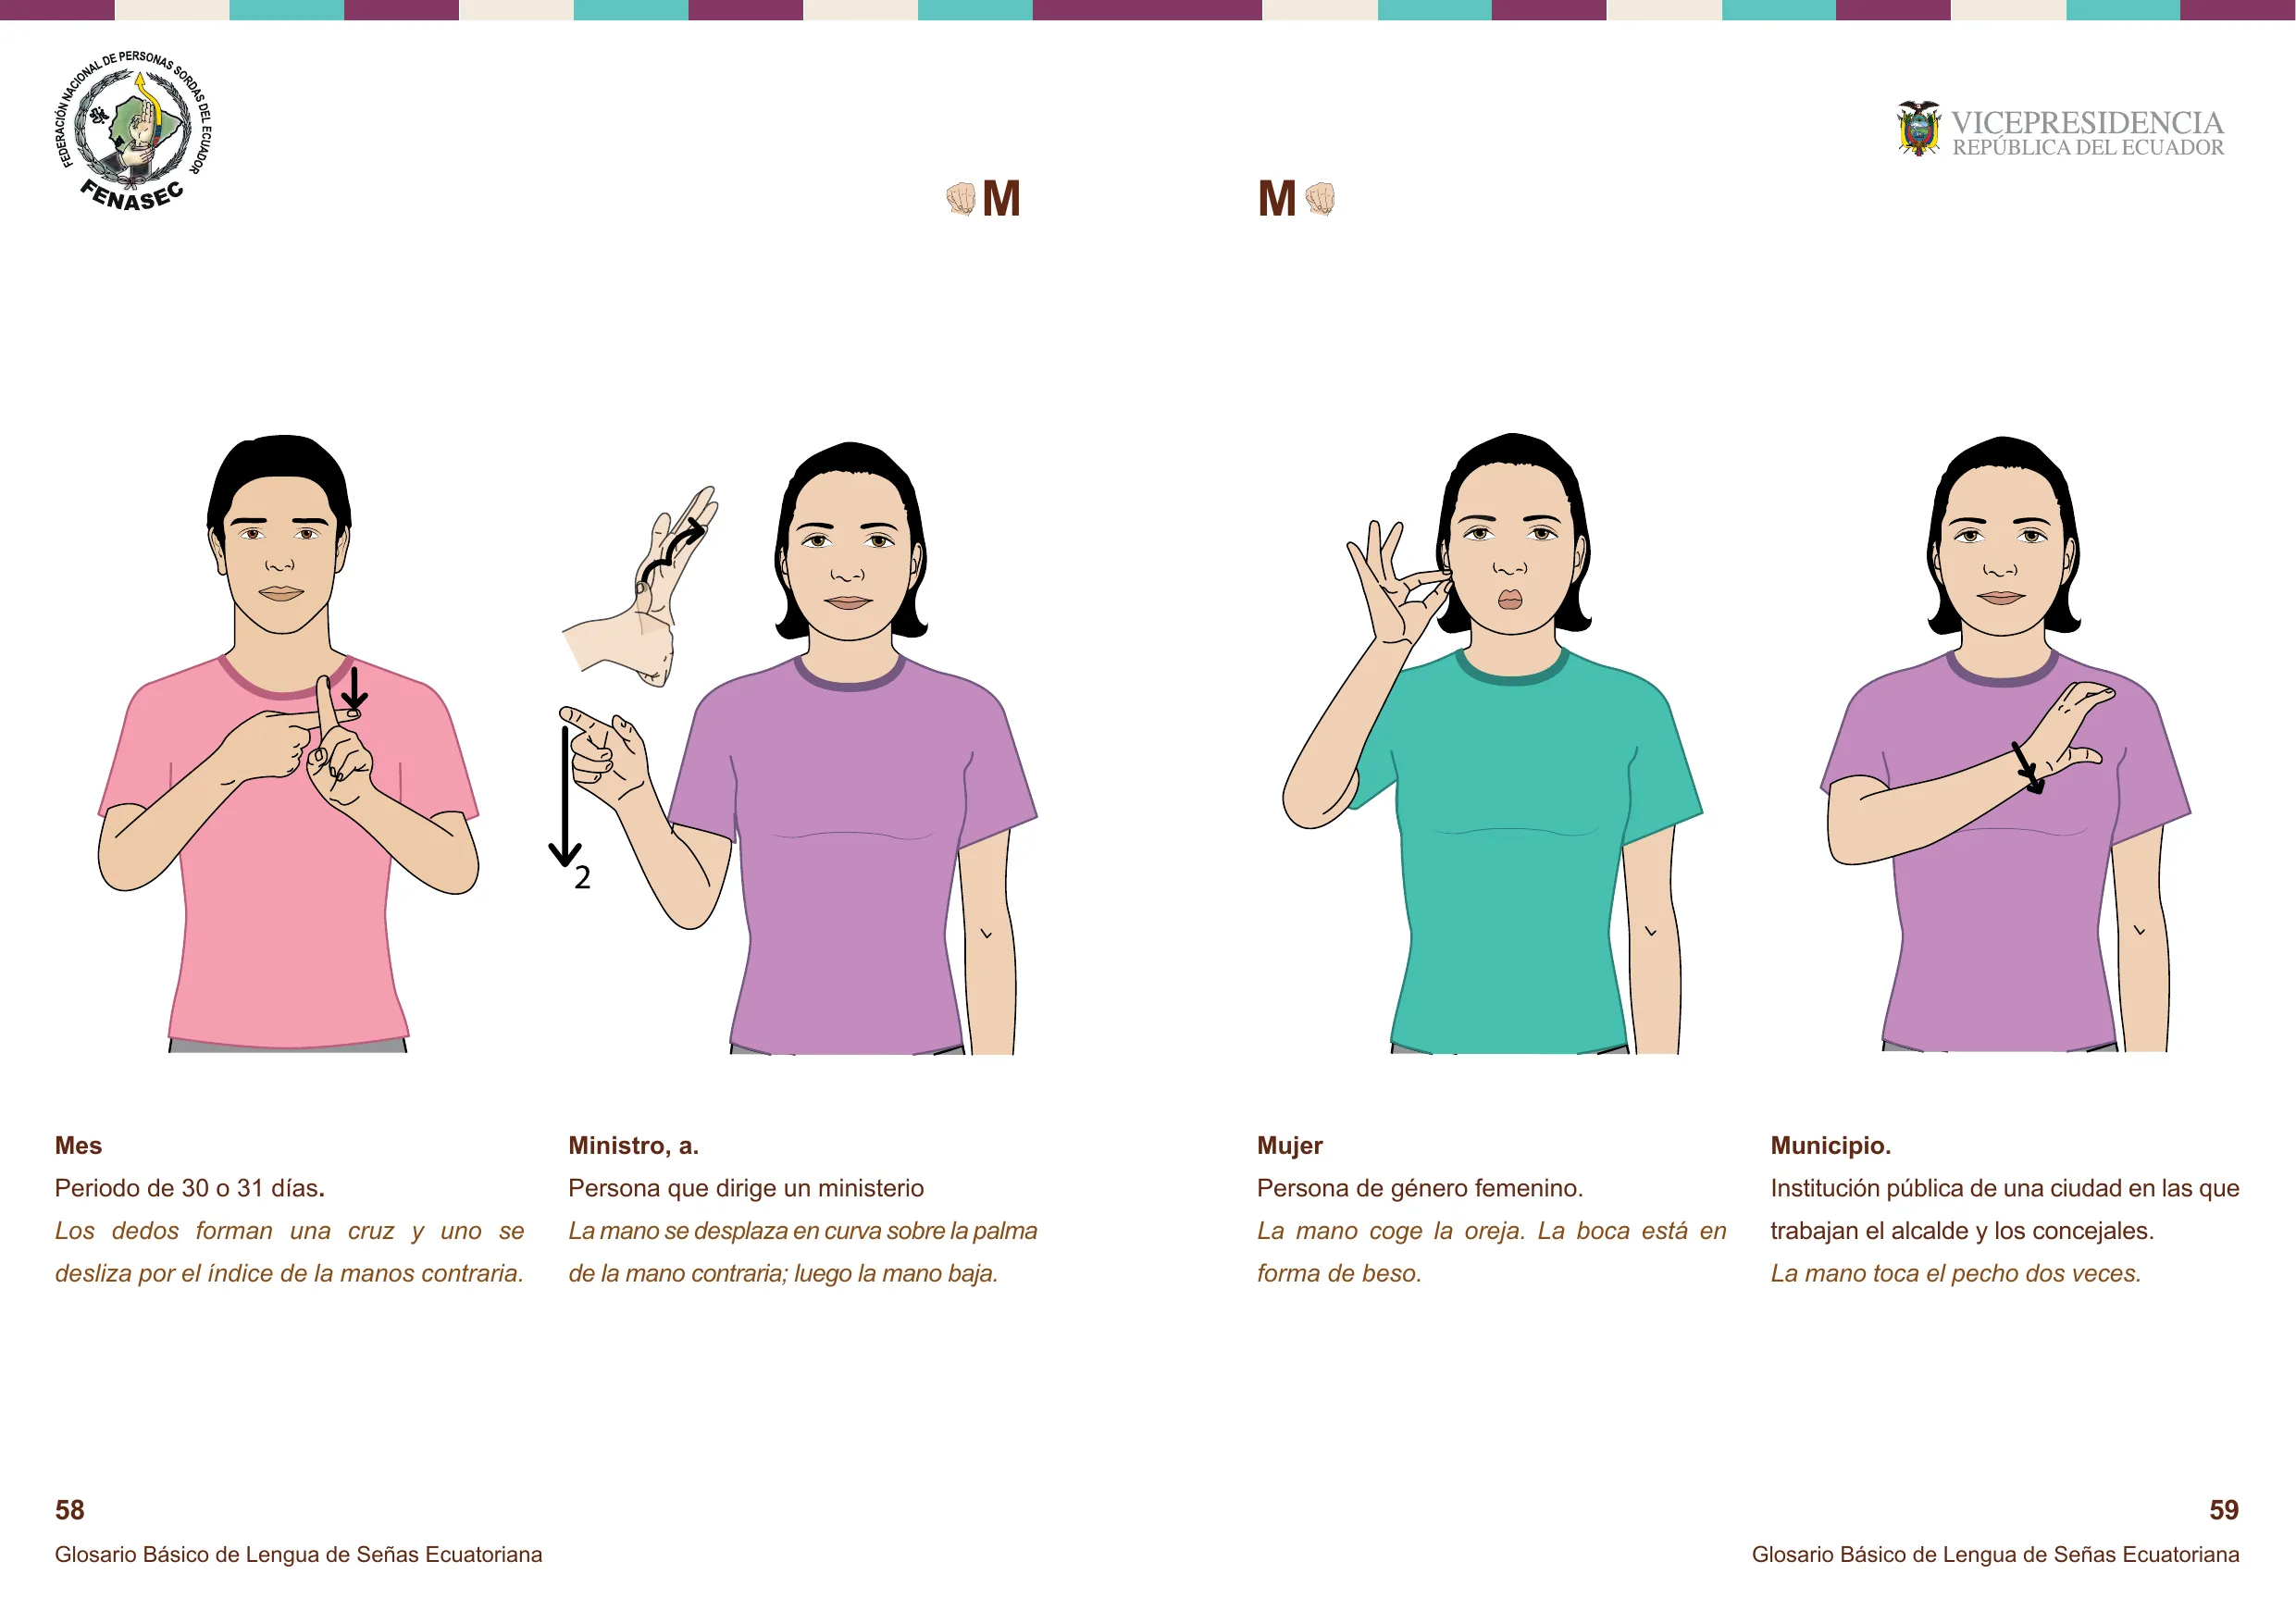 FEDERACIÓN NACIONAL DE PERSONAS SORDAS DEL ECUADOR
FENASEC
M
M
VICEPRESIDENCIA
REPÚBLICA DEL ECUADOR
2
Mes
Periodo de 30 o 31 días.
Los dedos forman una cruz y uno se
desliza por el índice de la manos contraria.
Ministro, a.
Persona que dirige un ministerio
La mano se desplaza en curva sobre la palma
de la mano contraria; luego la mano baja.
Mujer
Persona de género femenino.
La mano coge la oreja. La boca está en
forma de beso.
Municipio.
Institución pública de una ciudad en las que
trabajan el alcalde y los concejales.
La mano toca el pecho dos veces.
58
Glosario Básico de Lengua de Señas Ecuatoriana
59
Glosario Básico de Lengua de Señas Ecuatoriana